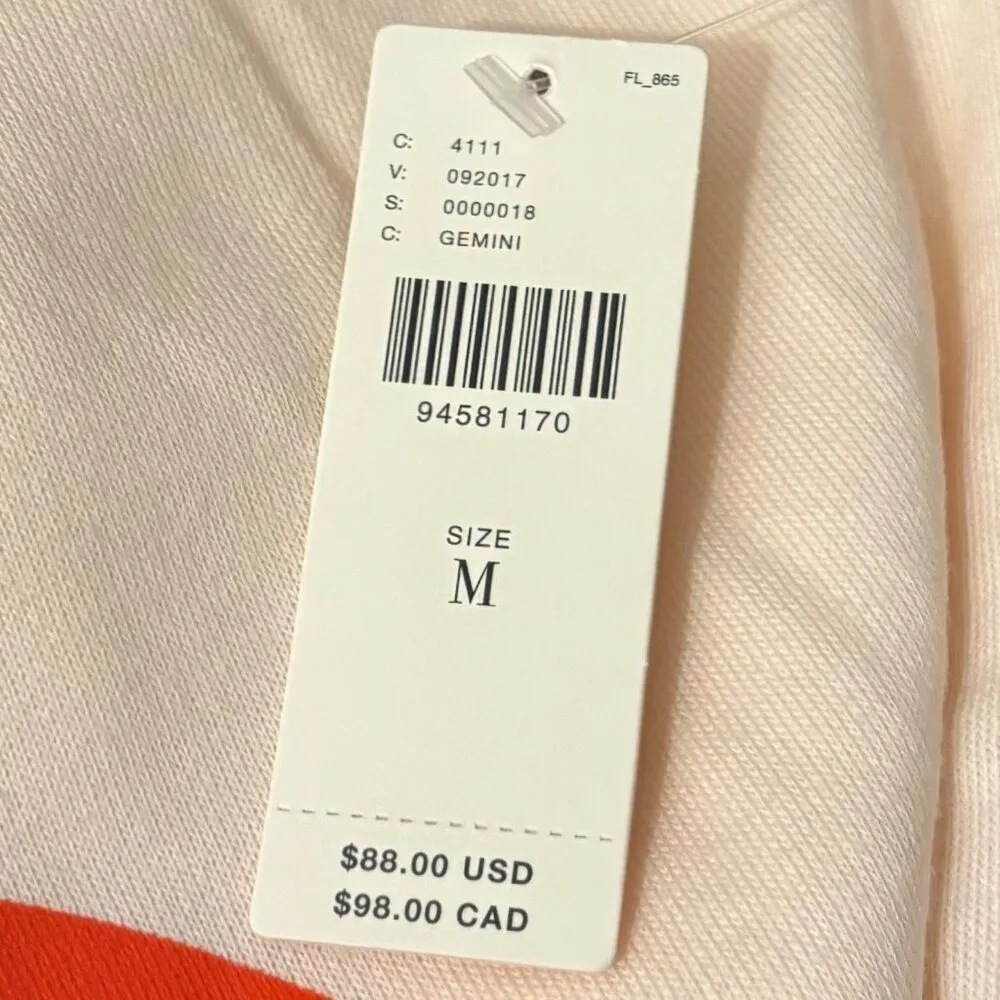 FL_865
C: 4111
V: 092017
S: 0000018
C: GEMINI
94581170
SIZE
M
$88.00 USD
$98.00 CAD